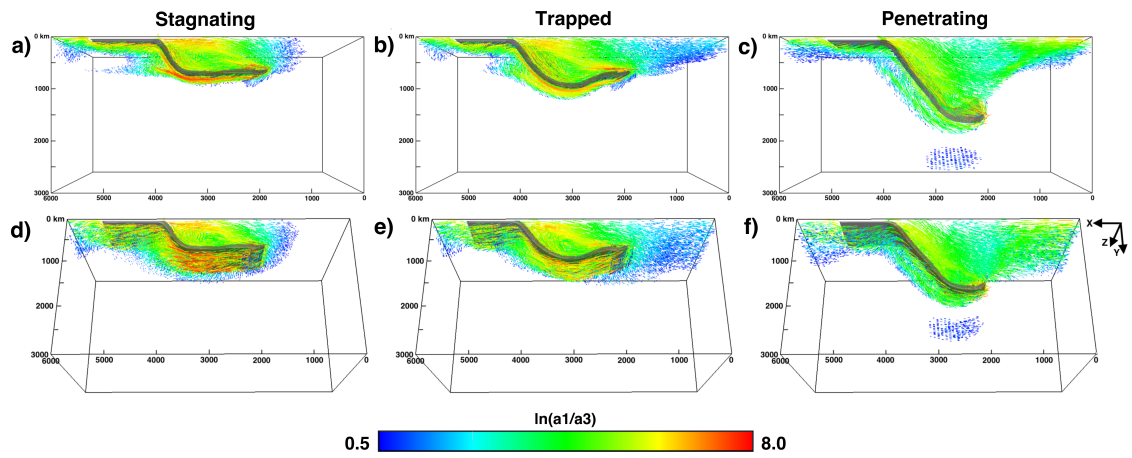 Stagnating Trapped Penetrating
a) b) c)
0 km 0 km 0 km
1000 1000 1000
2000 2000 2000
3000 3000 3000
6000 5000 4000 3000 2000 1000 0 6000 5000 4000 3000 2000 1000 0 6000 5000 4000 3000 2000 1000 0
d) e) f)
0 km 0 km 0 km
X
Z
Y
1000 1000 1000
2000 2000 2000
3000 3000 3000
6000 5000 4000 3000 2000 1000 0 6000 5000 4000 3000 2000 1000 0 6000 5000 4000 3000 2000 1000 0
ln(a1/a3)
0.5 8.0